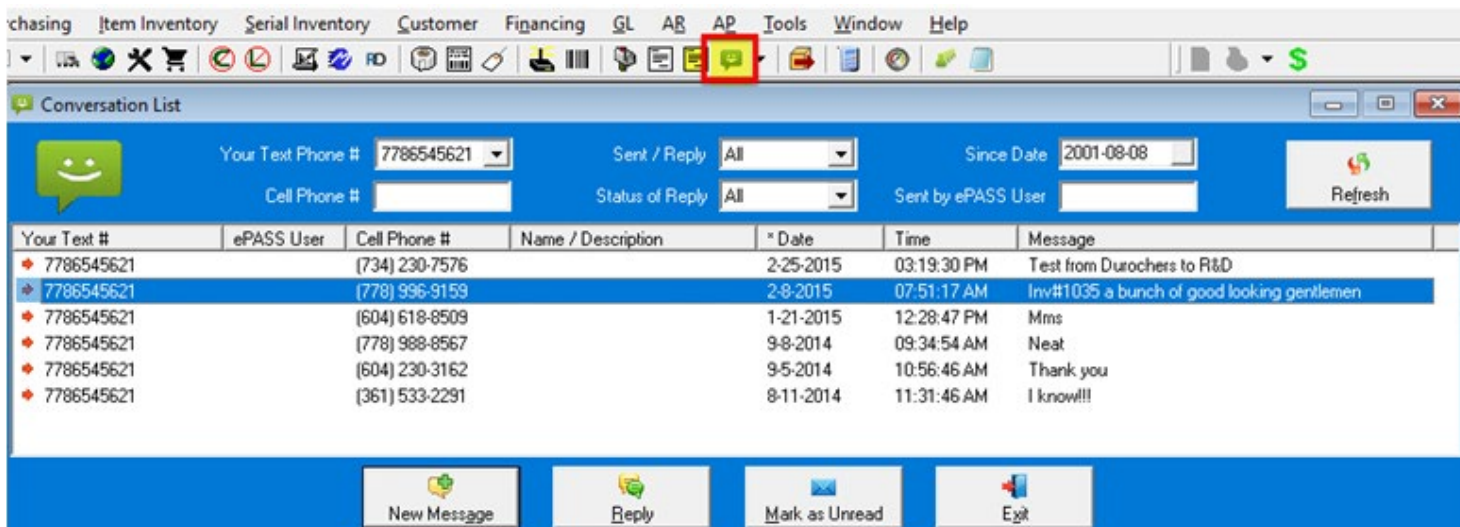 chasing Item Inventory Serial Inventory Customer Financing GL AR AP Tools Window Help
RD $
Conversation List
Your Text Phone # 7786545621 Sent / Reply All Since Date 2001-08-08
Refresh
Cell Phone # Status of Reply All Sent by ePASS User
Your Text # ePASS User Cell Phone # Name / Description * Date Time Message
7786545621 (734) 230-7576 2-25-2015 03:19:30 PM Test from Durochers to R&D
7786545621 (778) 996-9159 2-8-2015 07:51:17 AM Inv#1035 a bunch of good looking gentlemen
7786545621 (604) 618-8509 1-21-2015 12:28:47 PM Mms
7786545621 (778) 988-8567 9-8-2014 09:34:54 AM Neat
7786545621 (604) 230-3162 9-5-2014 10:56:46 AM Thank you
7786545621 (361) 533-2291 8-11-2014 11:31:46 AM I know!!!
New Message Reply Mark as Unread Exit